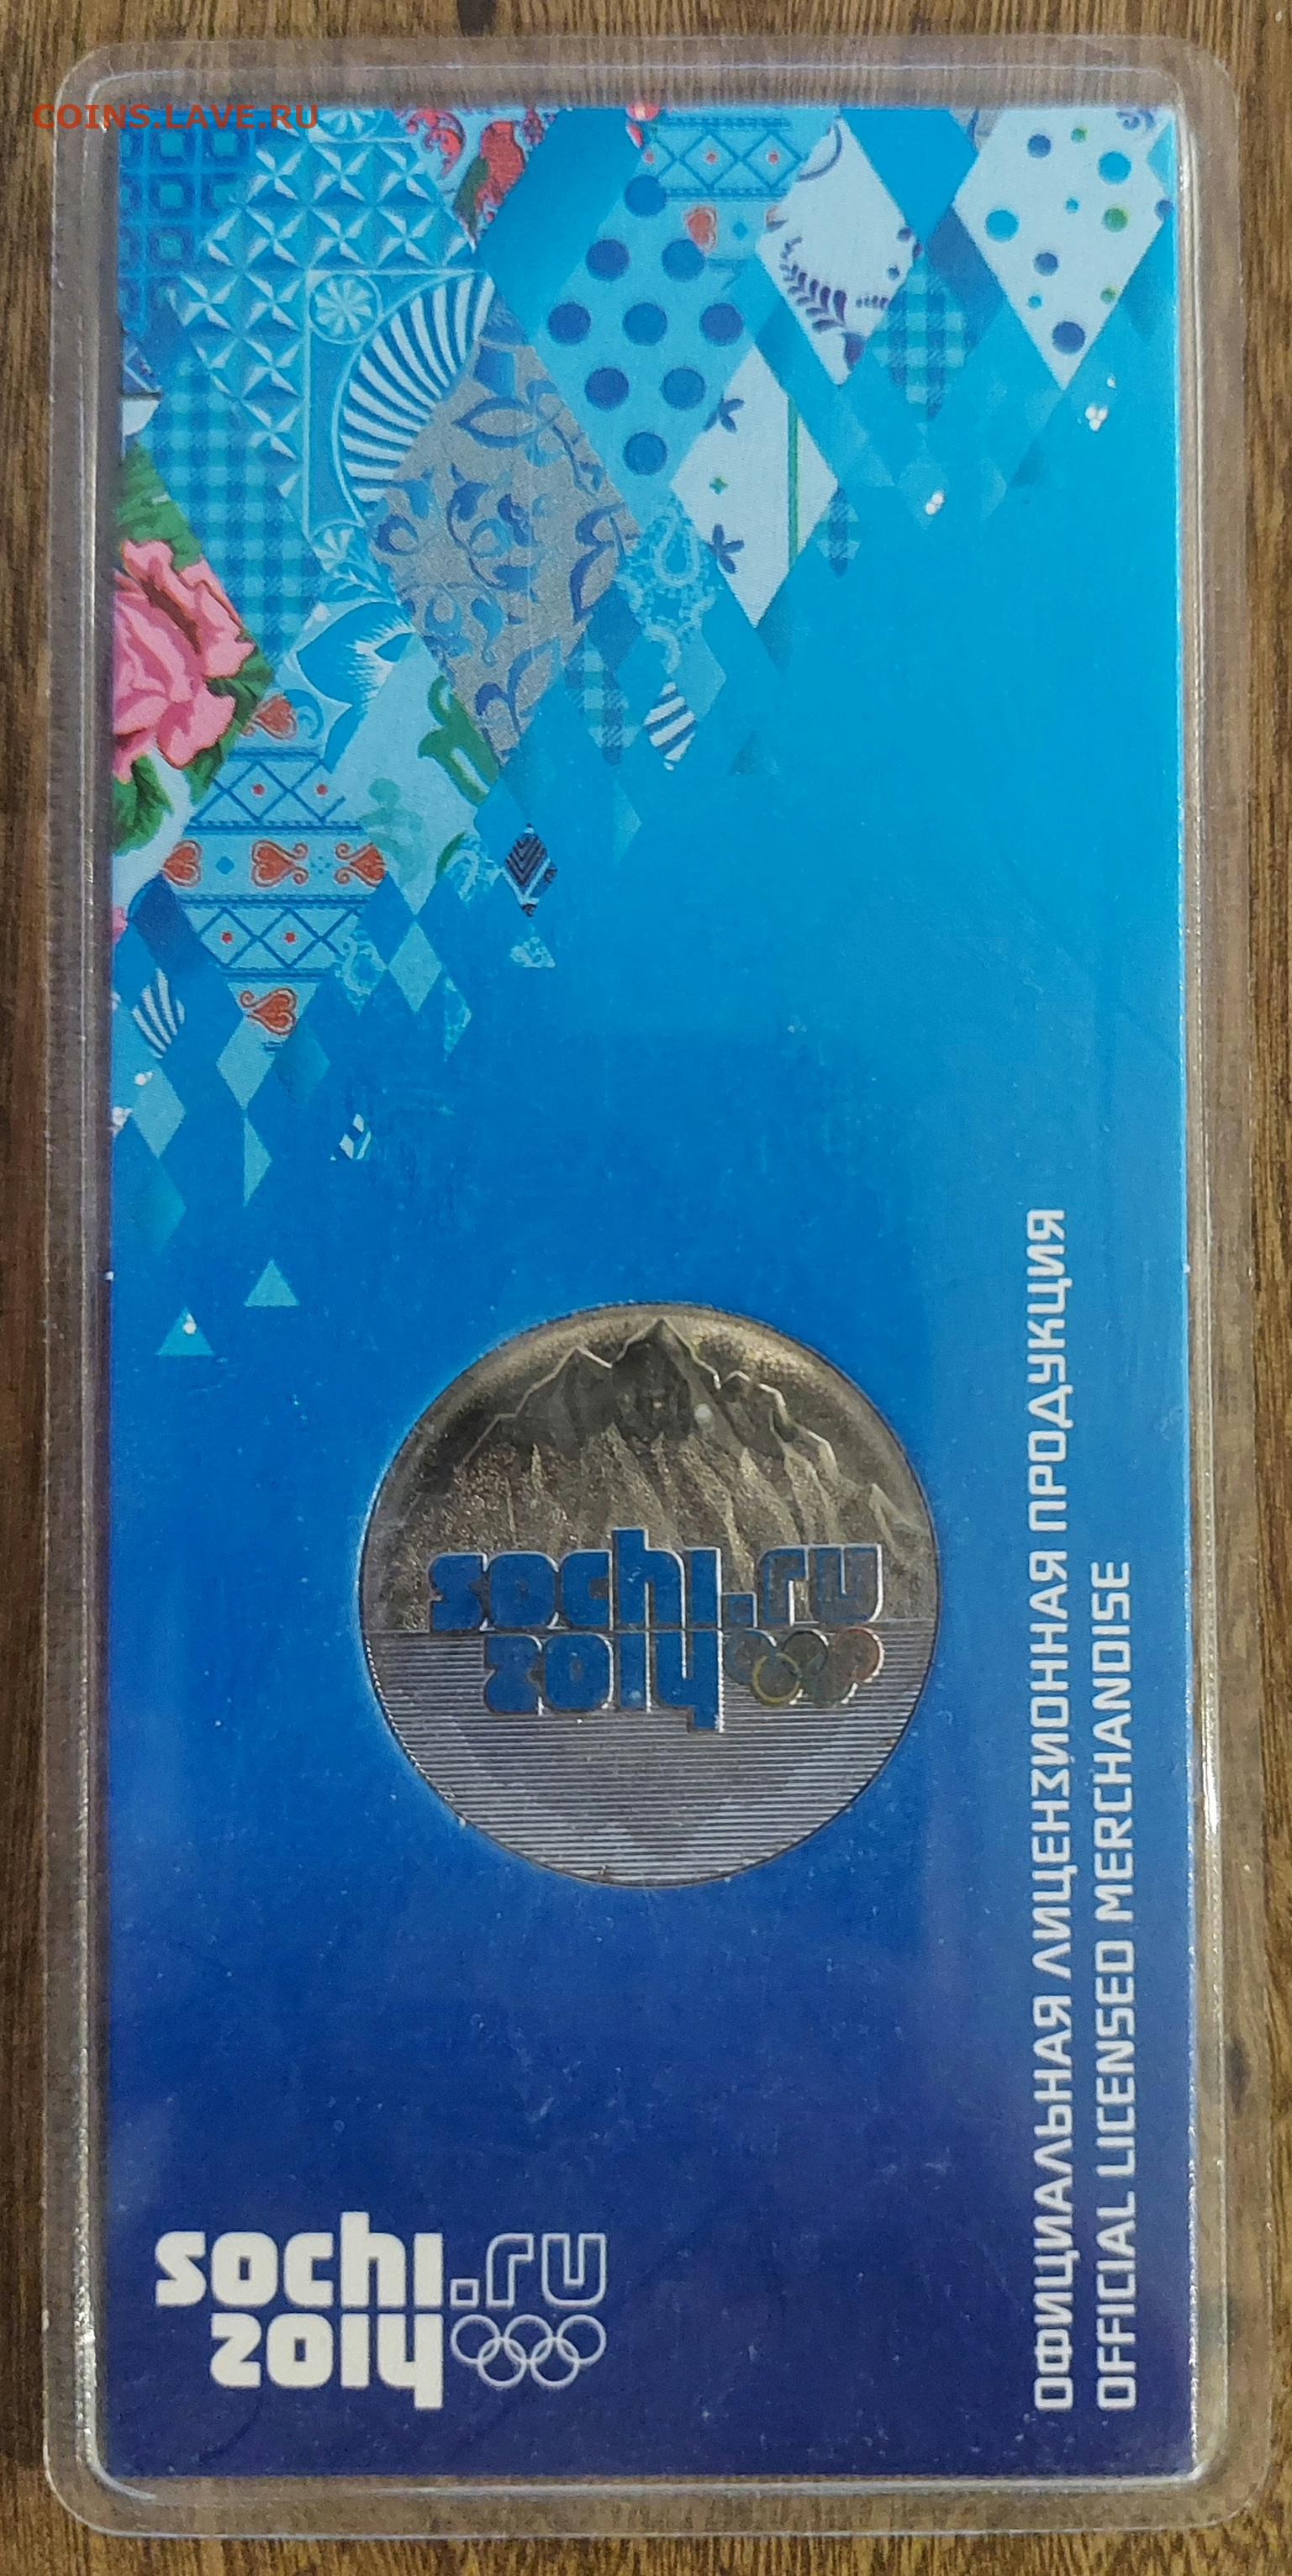 COINS.LAVE.RU
sochi.ru
2014
ОФИЦИАЛЬНАЯ ЛИЦЕНЗИОННАЯ ПРОДУКЦИЯ
OFFICIAL LICENSED MERCHANDISE
sochi.ru
2014